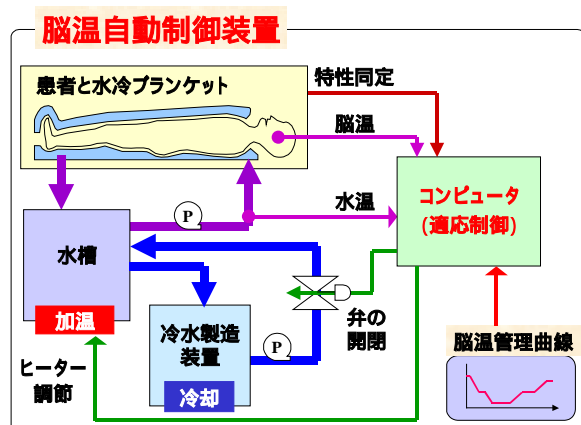 脳温自動制御装置
患者と水冷ブランケット
特性同定
脳温
水温
コンピュータ
(適応制御)
P
水槽
加温
冷水製造
装置
冷却
P
弁の
開閉
ヒーター
調節
脳温管理曲線